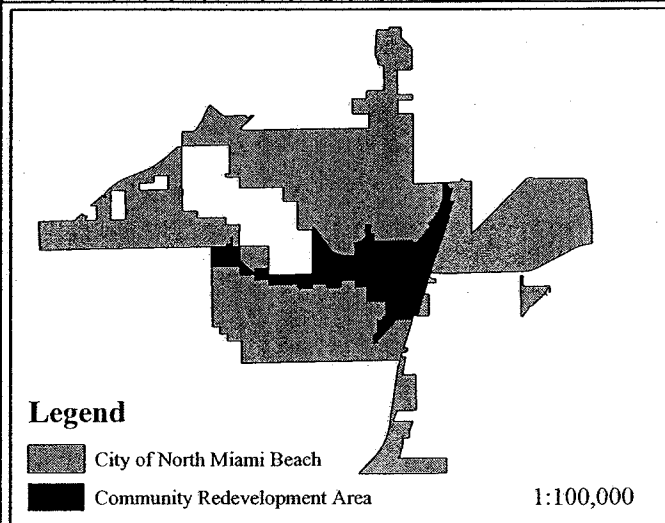 Legend
City of North Miami Beach
Community Redevelopment Area 1:100,000